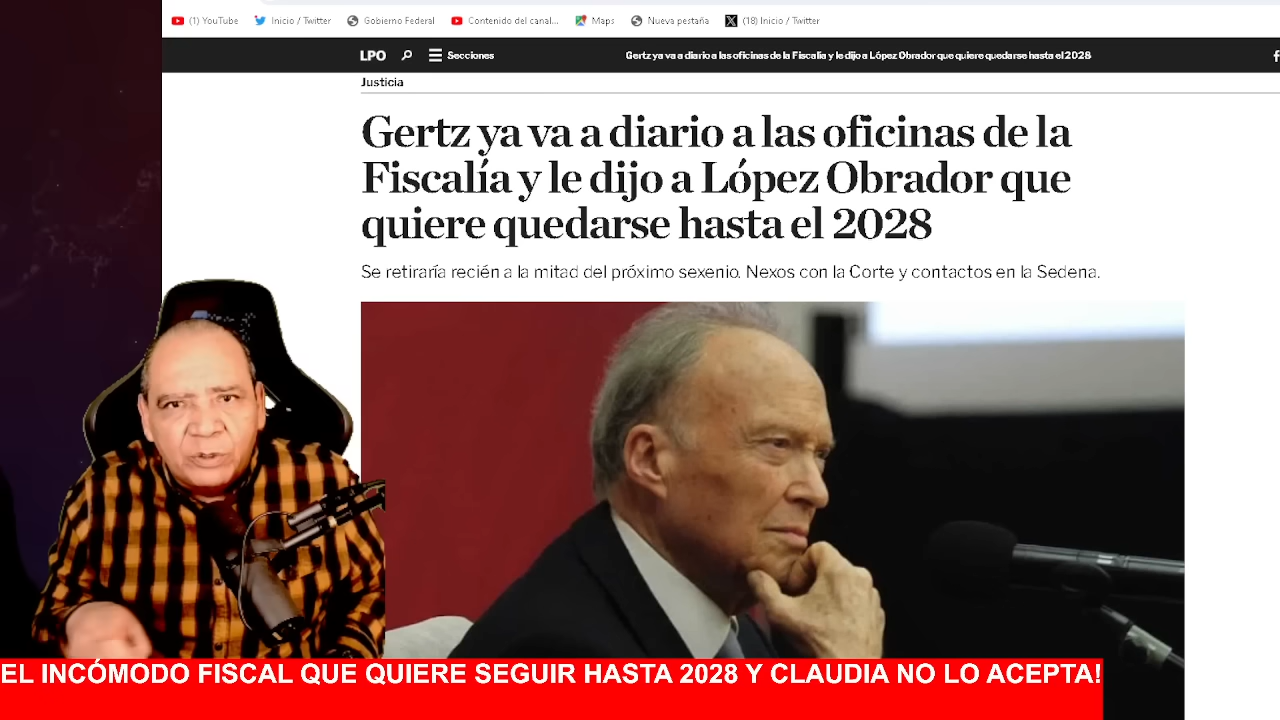 (1) YouTube Inicio / Twitter Gobierno Federal Contenido del canal... Maps Nueva pestaña (18) Inicio / Twitter
LPO Secciones Gertz ya va a diario a las oficinas de la Fiscalía y le dijo a López Obrador que quiere quedarse hasta el 2028
Justicia
Gertz ya va a diario a las oficinas de la
Fiscalía y le dijo a López Obrador que
quiere quedarse hasta el 2028
Se retiraría recién a la mitad del próximo sexenio. Nexos con la Corte y contactos en la Sedena.
EL INCÓMODO FISCAL QUE QUIERE SEGUIR HASTA 2028 Y CLAUDIA NO LO ACEPTA!